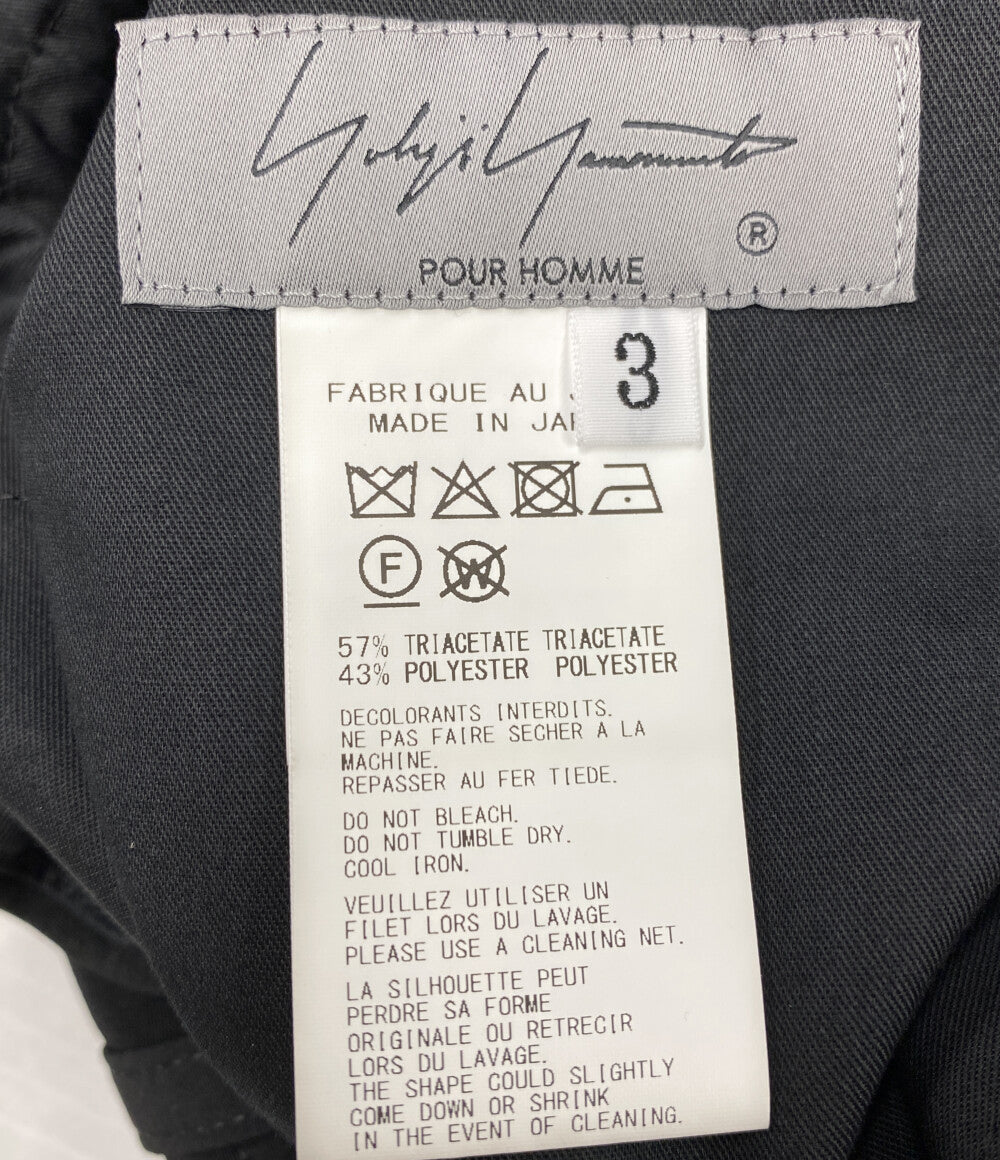 Yohji Yamamoto
®
POUR HOMME
3
FABRIQUE AU
MADE IN
F
W
57% TRIACETATE TRIACETATE
43% POLYESTER POLYESTER
DECOLORANTS INTERDITS.
NE PAS FAIRE SECHER A LA
MACHINE.
REPASSER AU FER TIEDE.
DO NOT BLEACH.
DO NOT TUMBLE DRY.
COOL IRON.
VEUILLEZ UTILISER UN
FILET LORS DU LAVAGE.
PLEASE USE A CLEANING NET.
LA SILHOUETTE PEUT
PERDRE SA FORME
ORIGINALE OU RETRECIR
LORS DU LAVAGE.
THE SHAPE COULD SLIGHTLY
COME DOWN OR SHRINK
IN THE EVENT OF CLEANING.